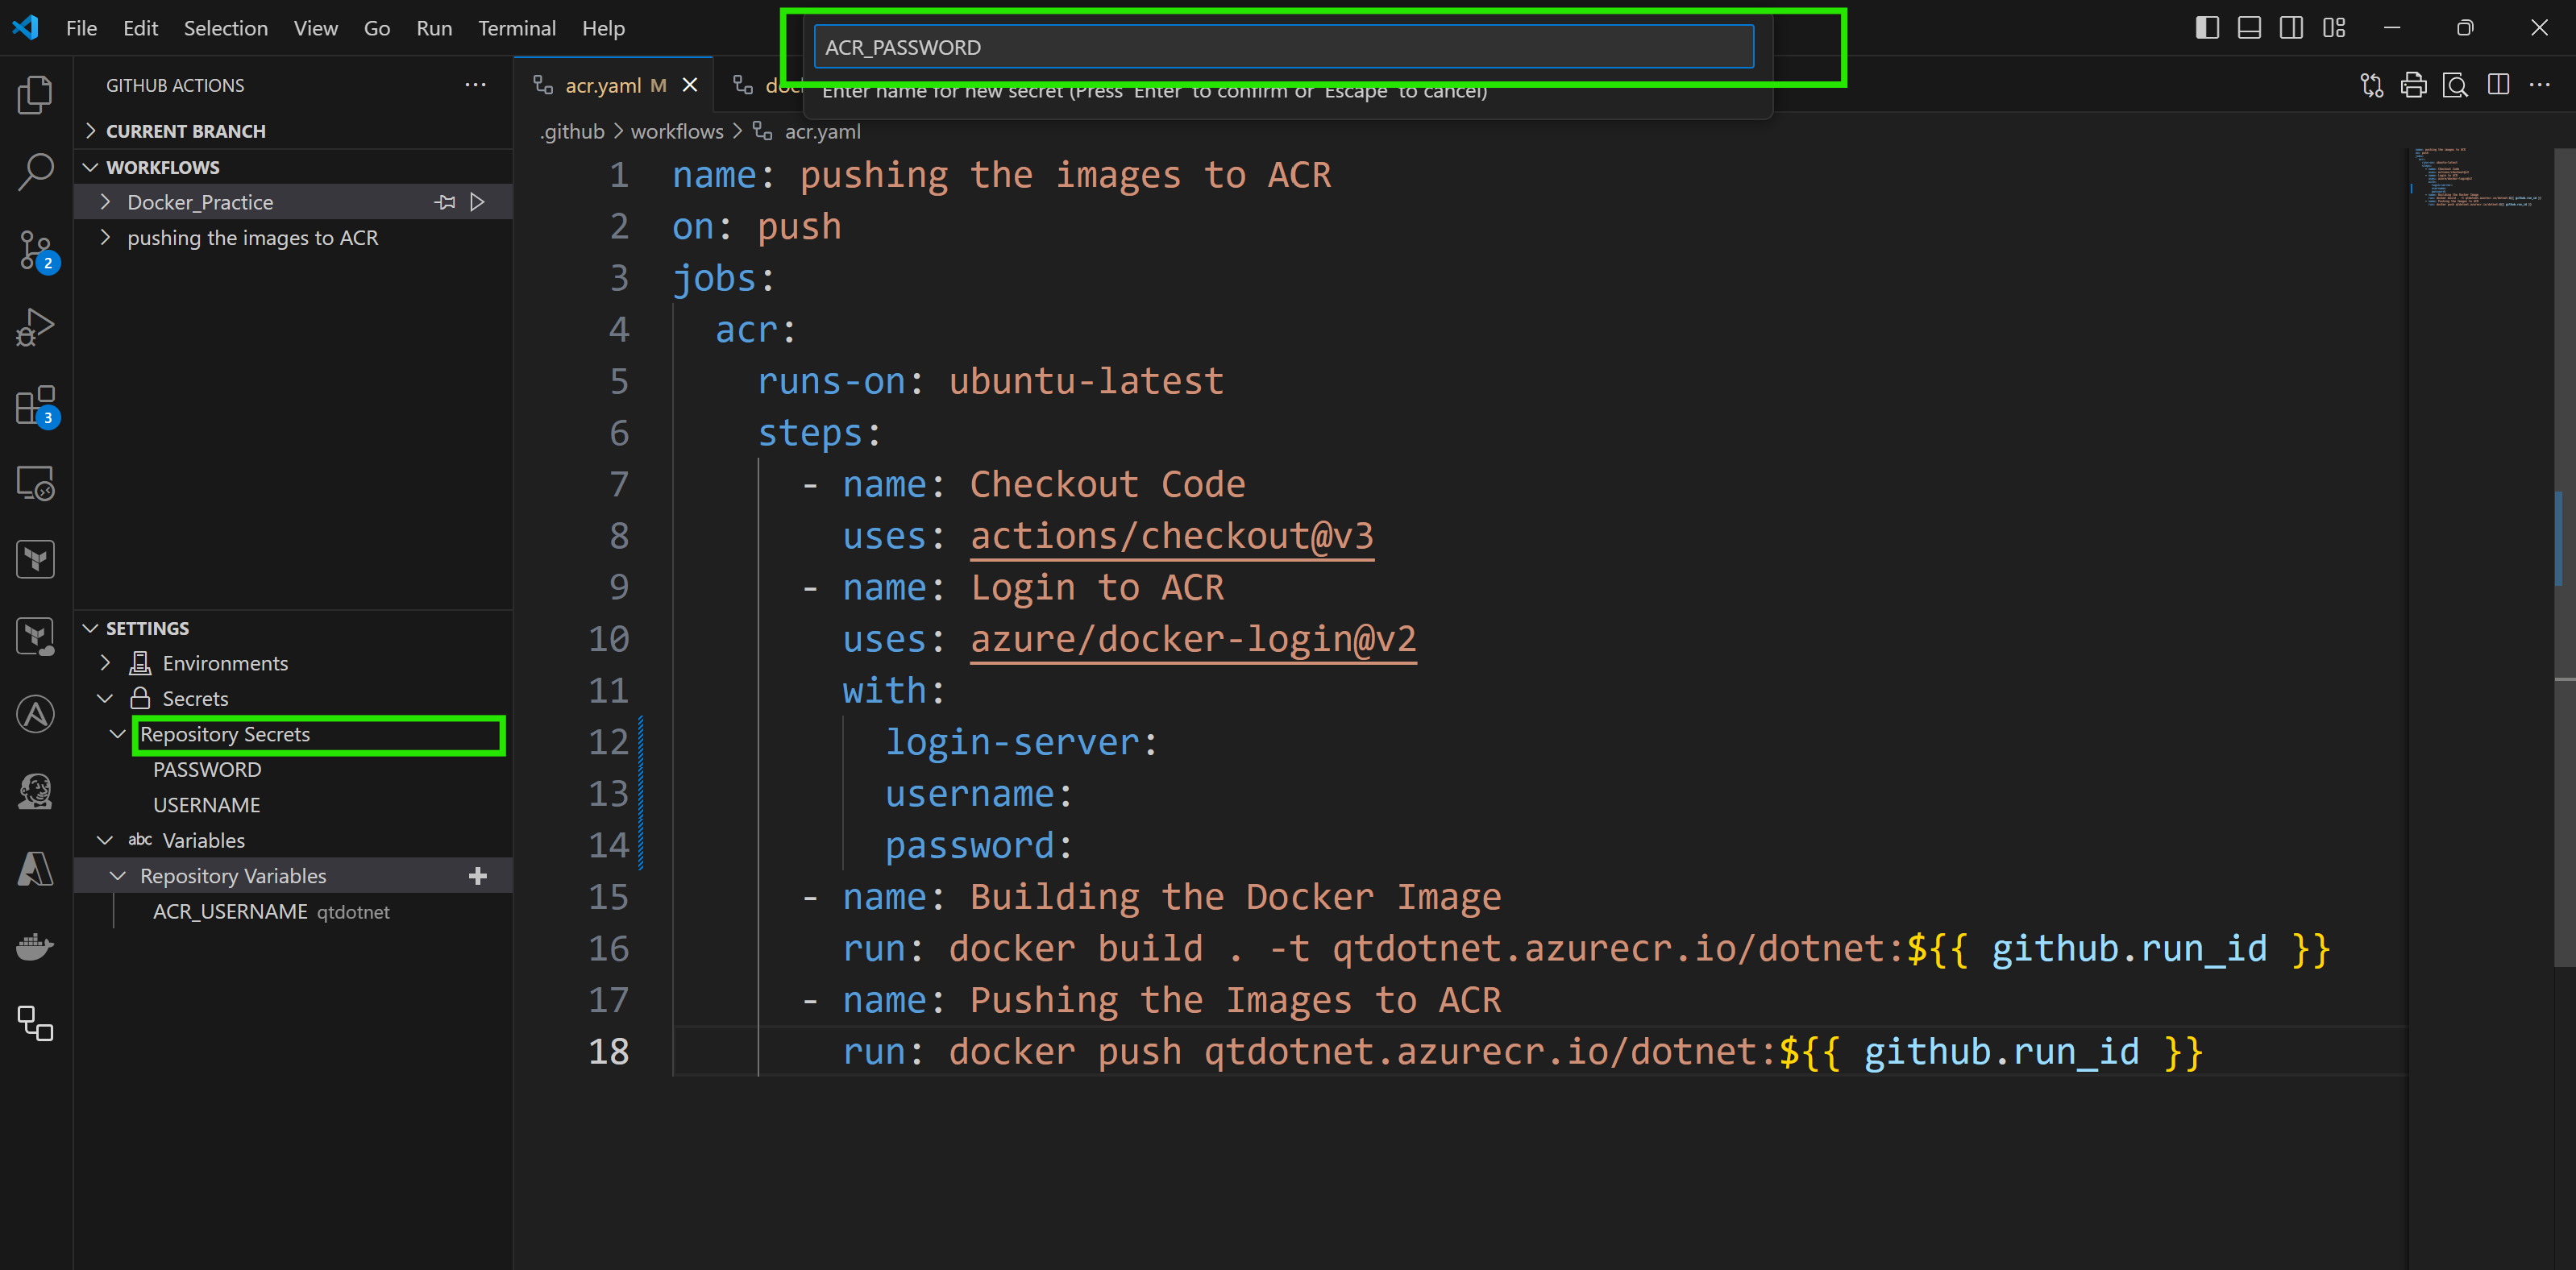 File Edit Selection View Go Run Terminal Help
ACR_PASSWORD
Enter name for new secret (Press 'Enter' to confirm or 'Escape' to cancel)
GITHUB ACTIONS
acr.yaml M
CURRENT BRANCH
WORKFLOWS
Docker_Practice
pushing the images to ACR
2
3
SETTINGS
Environments
Secrets
Repository Secrets
PASSWORD
USERNAME
abc Variables
Repository Variables
ACR_USERNAME qtdotnet
.github > workflows > acr.yaml
1 name: pushing the images to ACR
2 on: push
3 jobs:
4 acr:
5 runs-on: ubuntu-latest
6 steps:
7 - name: Checkout Code
8 uses: actions/checkout@v3
9 - name: Login to ACR
10 uses: azure/docker-login@v2
11 with:
12 login-server:
13 username:
14 password:
15 - name: Building the Docker Image
16 run: docker build . -t qtdotnet.azurecr.io/dotnet:${{ github.run_id }}
17 - name: Pushing the Images to ACR
18 run: docker push qtdotnet.azurecr.io/dotnet:${{ github.run_id }}